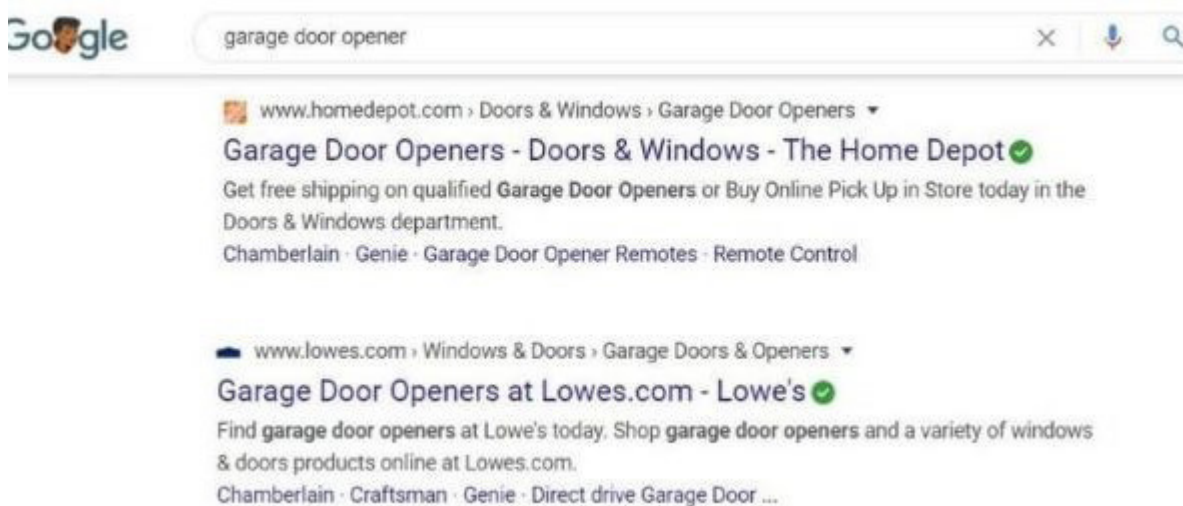 Google
garage door opener
www.homedepot.com › Doors & Windows › Garage Door Openers
Garage Door Openers - Doors & Windows - The Home Depot
Get free shipping on qualified Garage Door Openers or Buy Online Pick Up in Store today in the
Doors & Windows department.
Chamberlain · Genie · Garage Door Opener Remotes · Remote Control
www.lowes.com › Windows & Doors › Garage Doors & Openers
Garage Door Openers at Lowes.com - Lowe's
Find garage door openers at Lowe's today. Shop garage door openers and a variety of windows
& doors products online at Lowes.com.
Chamberlain · Craftsman · Genie · Direct drive Garage Door ...